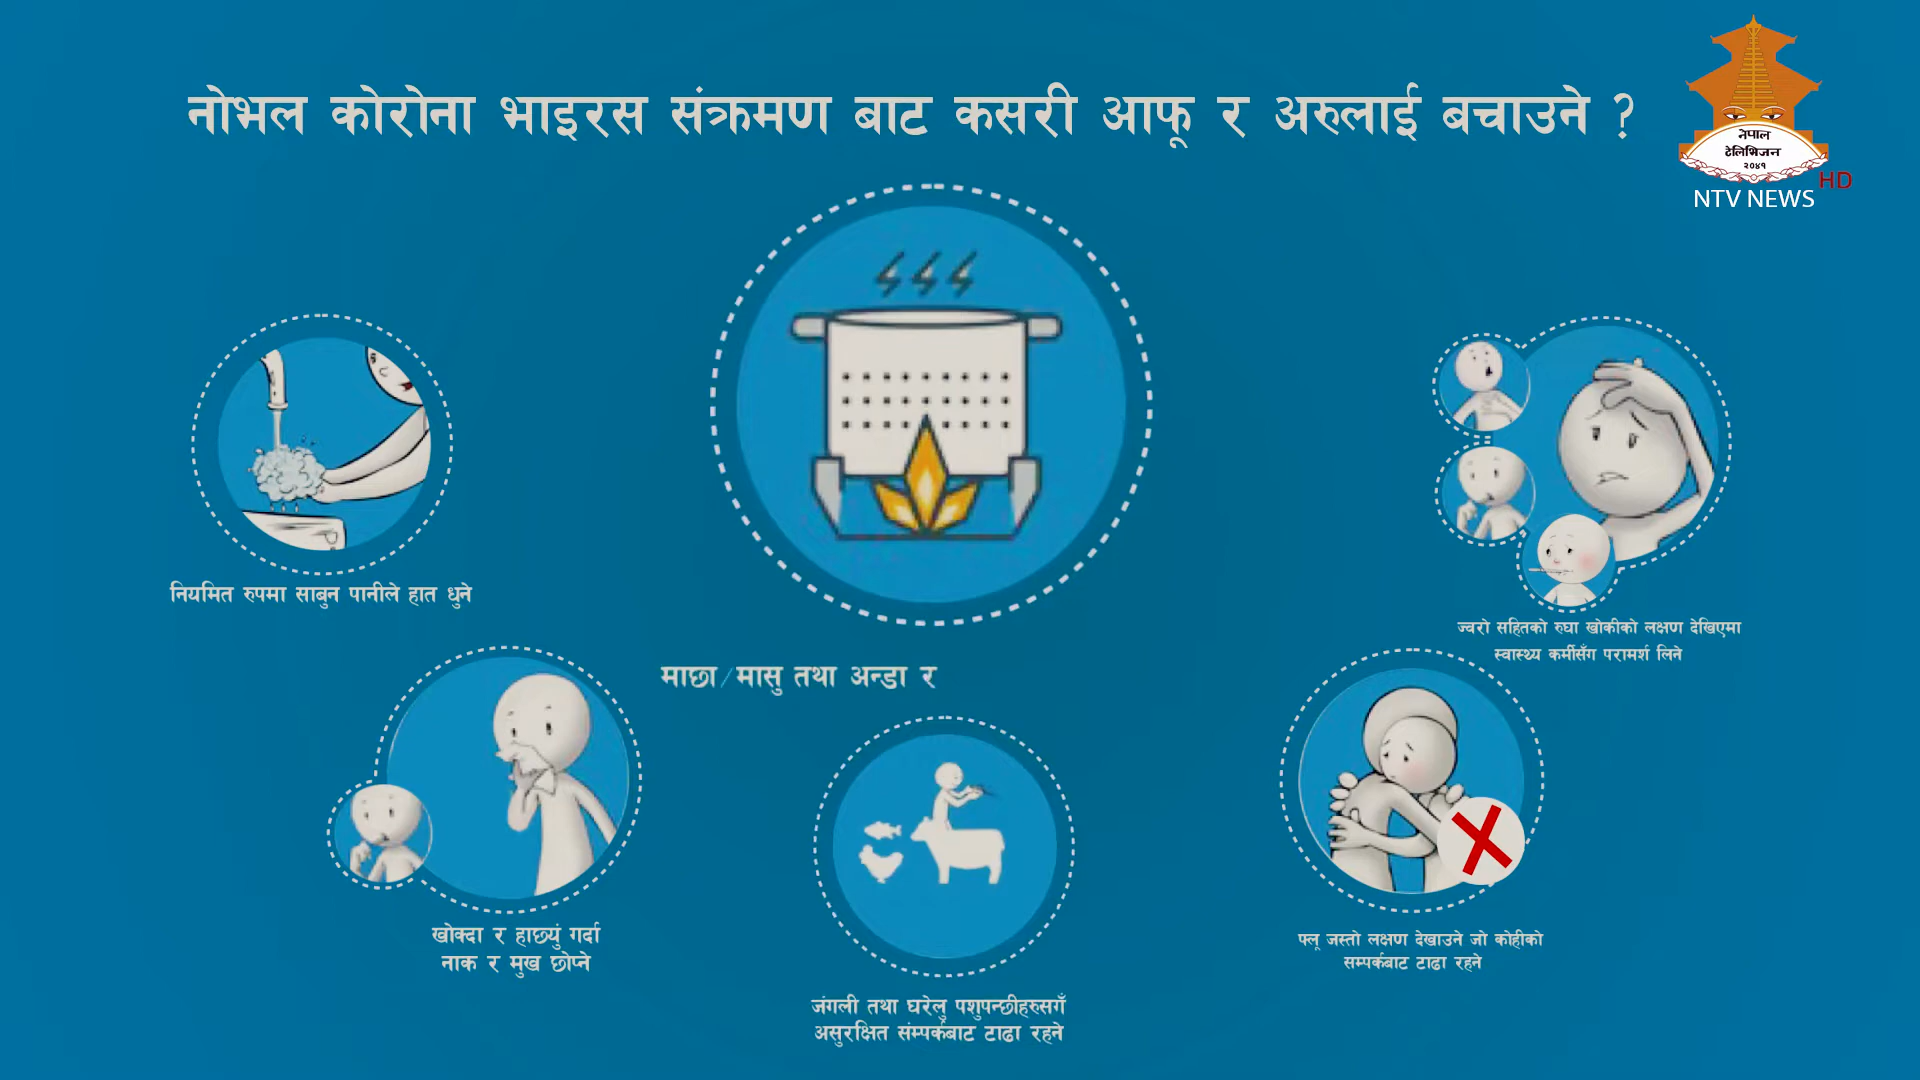 नोभल कोरोना भाइरस संक्रमण बाट कसरी आफू र अरुलाई बचाउने ?
नेपाल
टेलिभिजन
२०४१
HD
NTV NEWS
नियमित रुपमा साबुन पानीले हात धुने
ज्वरो सहितको रुघा खोकीको लक्षण देखिएमा
स्वास्थ्य कर्मीसँग परामर्श लिने
माछा/मासु तथा अन्डा र
खोक्दा र हाछ्युं गर्दा
नाक र मुख छोप्ने
फ्लू जस्तो लक्षण देखाउने जो कोहीको
सम्पर्कबाट टाढा रहने
जंगली तथा घरेलु पशुपन्छीहरुसगँ
असुरक्षित संम्पर्कबाट टाढा रहने